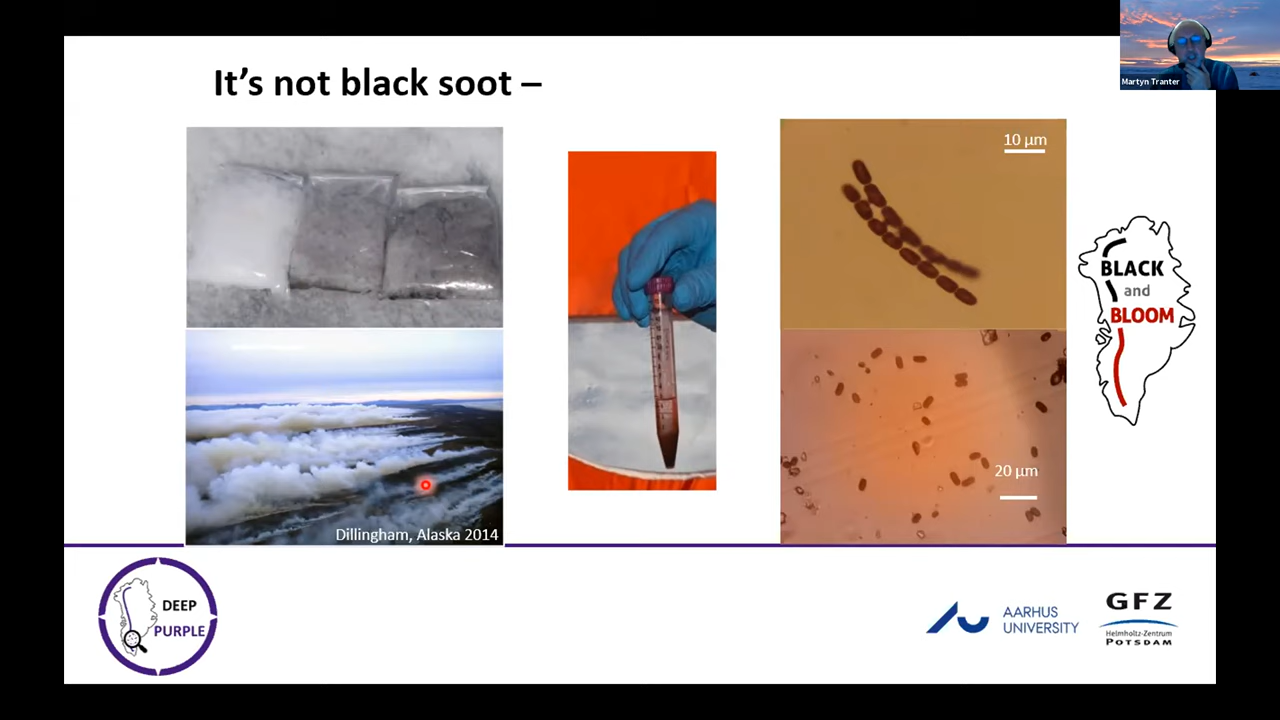 It's not black soot –
Martyn Tranter
10 µm
BLACK
and
BLOOM
20 µm
Dillingham, Alaska 2014
DEEP
PURPLE
AARHUS
UNIVERSITY
GFZ
Helmholtz-Zentrum
POTSDAM